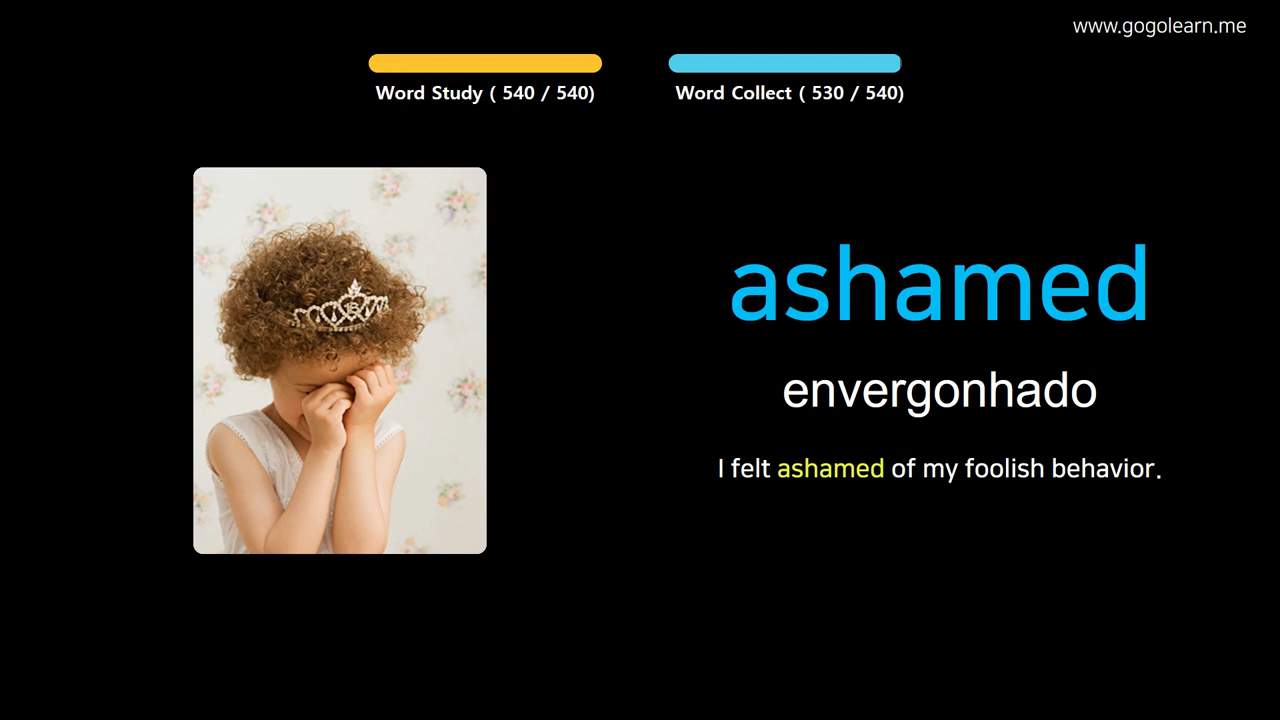 www.gogolearn.me
Word Study ( 540 / 540)
Word Collect ( 530 / 540)
ashamed
envergonhado
I felt ashamed of my foolish behavior.